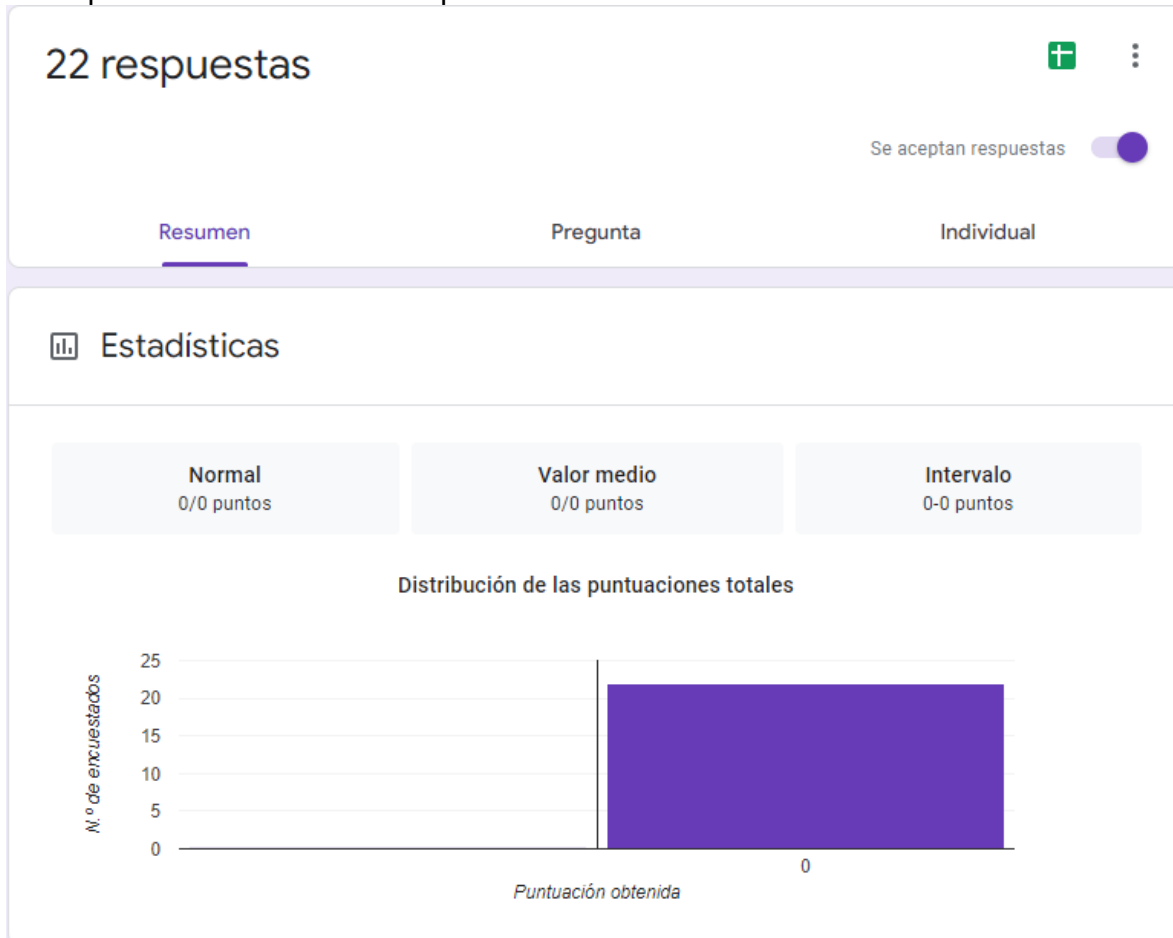 22 respuestas
Se aceptan respuestas
Resumen Pregunta Individual
Estadísticas
Normal Valor medio Intervalo
0/0 puntos 0/0 puntos 0-0 puntos
Distribución de las puntuaciones totales
25
20
15
10
5
0
N.º de encuestados
0
Puntuación obtenida